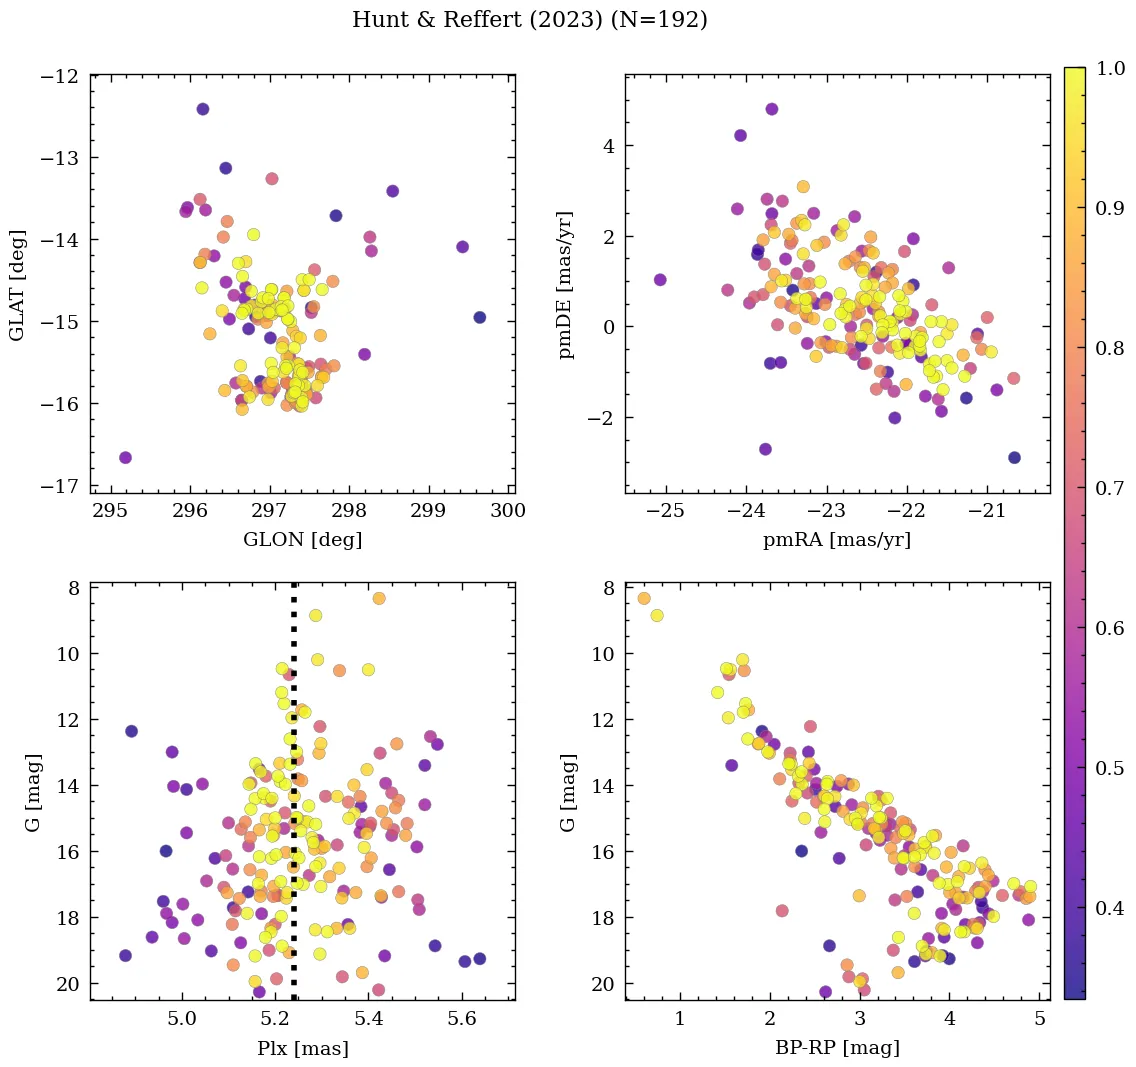 Hunt & Reffert (2023) (N=192)
−12
−13
−14
−15
−16
−17
GLAT [deg]
295 296 297 298 299 300
GLON [deg]
4
2
0
−2
pmDE [mas/yr]
−25 −24 −23 −22 −21
pmRA [mas/yr]
8
10
12
14
16
18
20
G [mag]
5.0 5.2 5.4 5.6
Plx [mas]
8
10
12
14
16
18
20
G [mag]
1 2 3 4 5
BP-RP [mag]
1.0
0.9
0.8
0.7
0.6
0.5
0.4